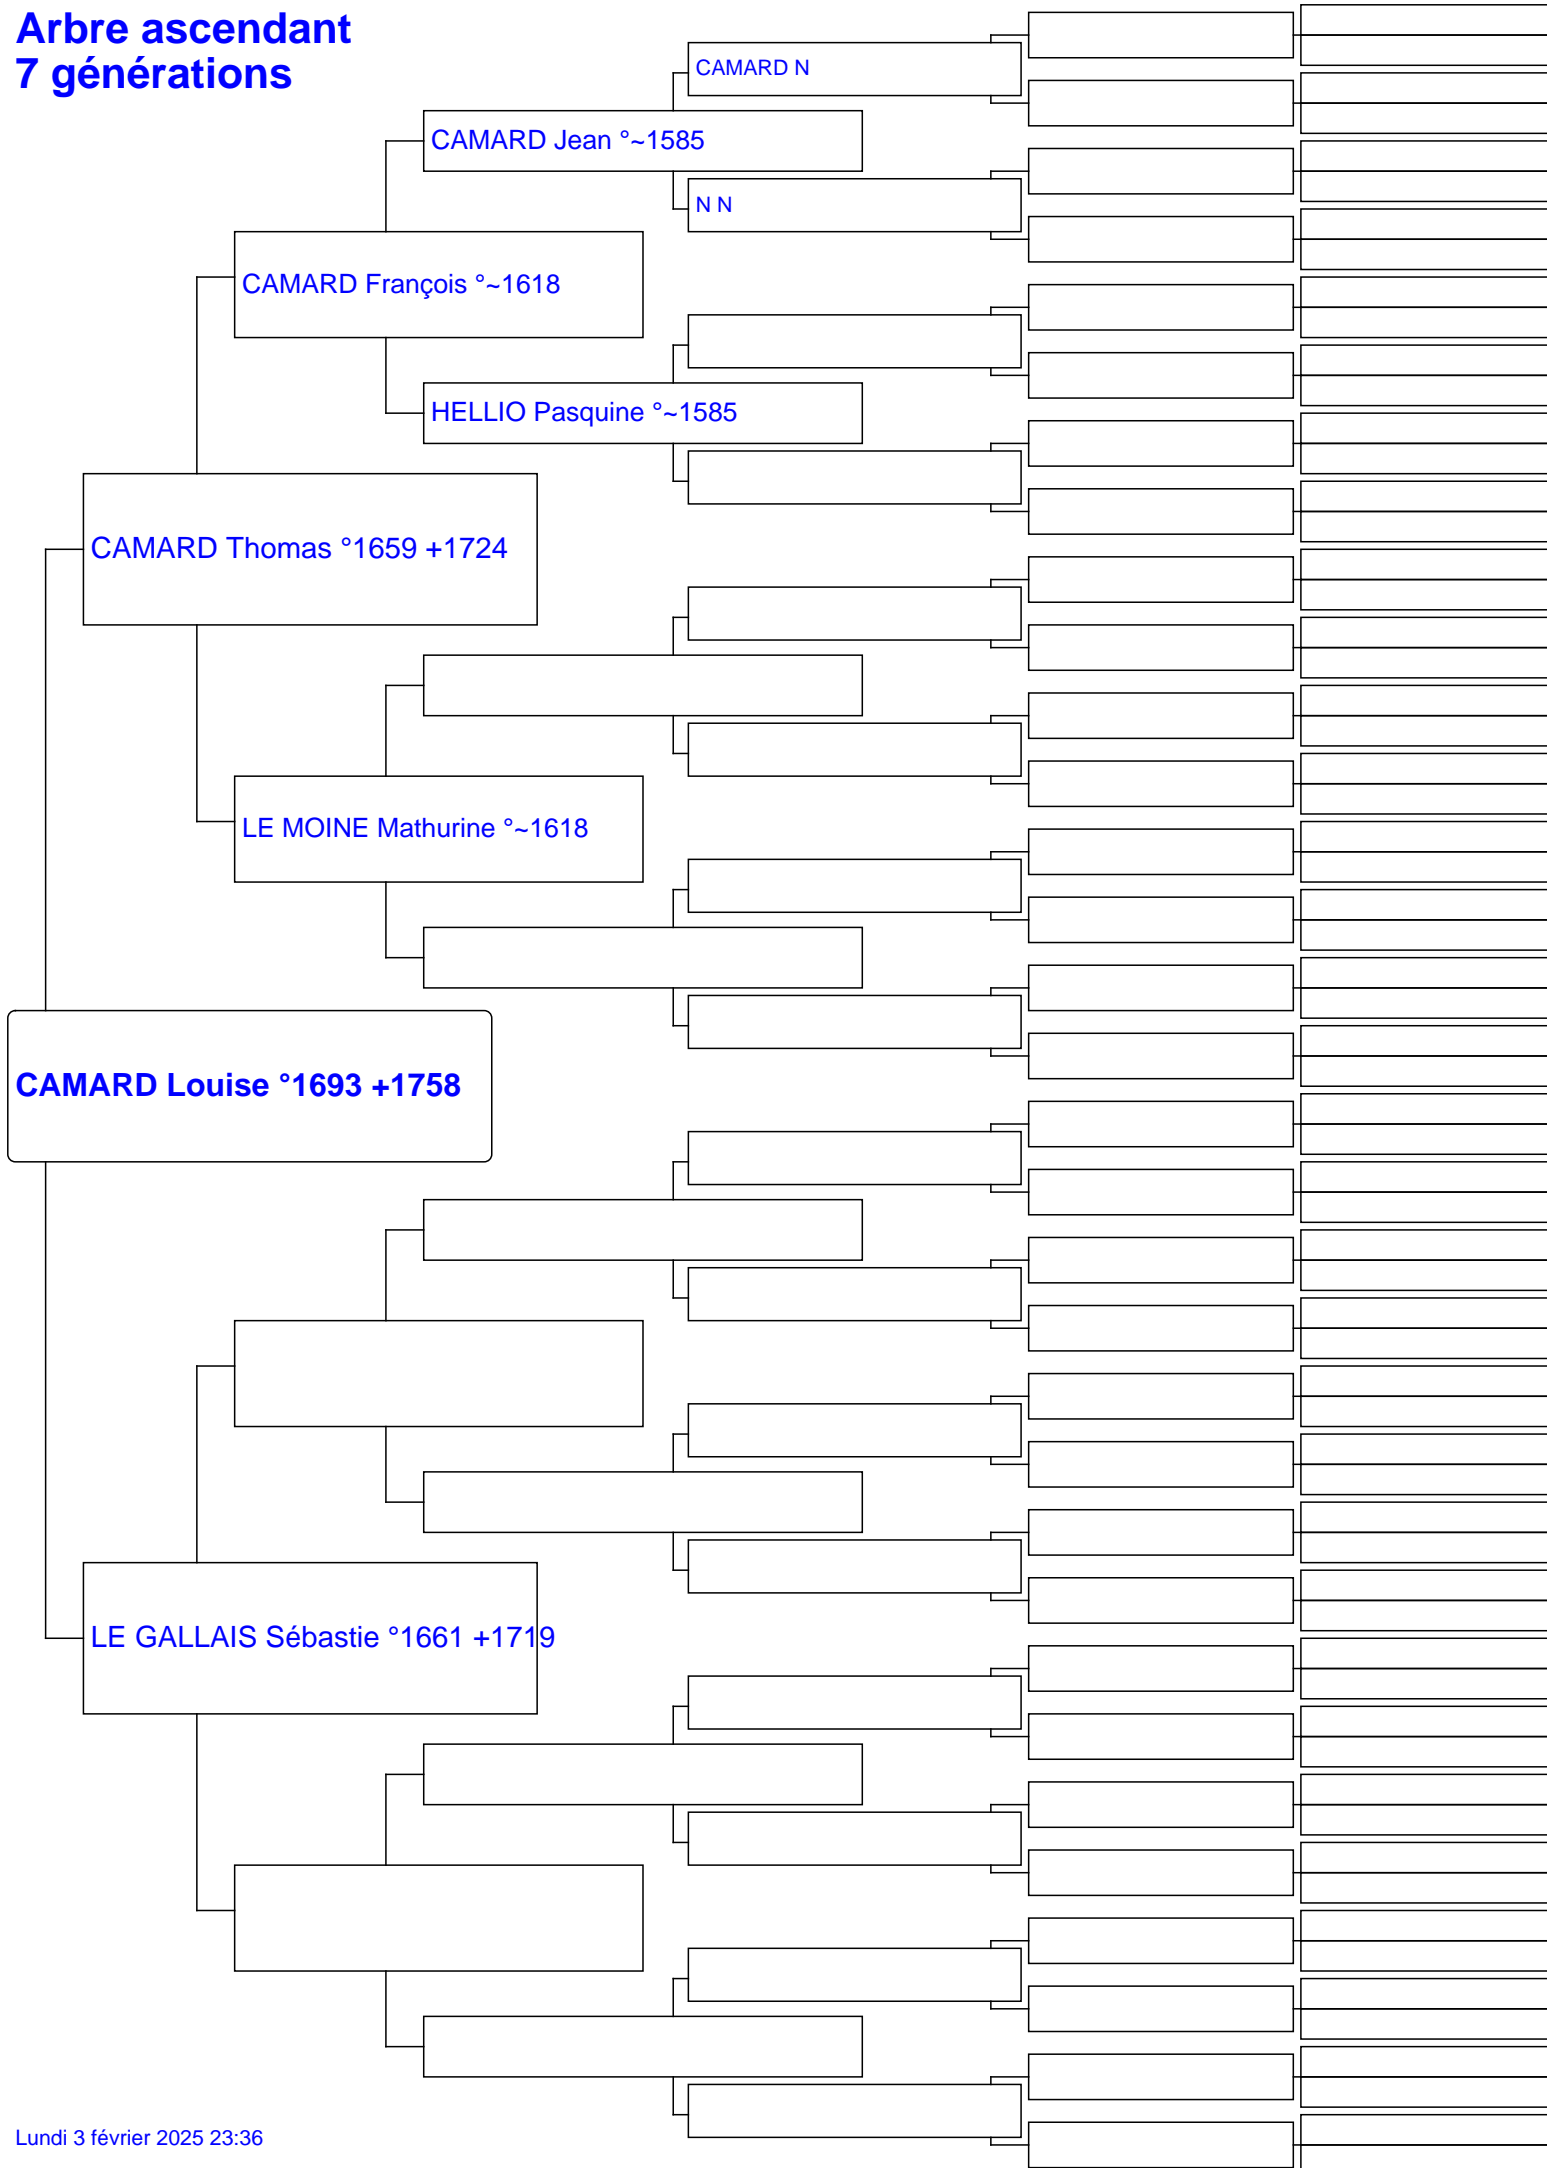 Arbre ascendant
7 générations
CAMARD N
CAMARD Jean °~1585
N N
CAMARD François °~1618
HELLIO Pasquine °~1585
CAMARD Thomas °1659 +1724
LE MOINE Mathurine °~1618
CAMARD Louise °1693 +1758
LE GALLAIS Sébastie °1661 +1719
Lundi 3 février 2025 23:36